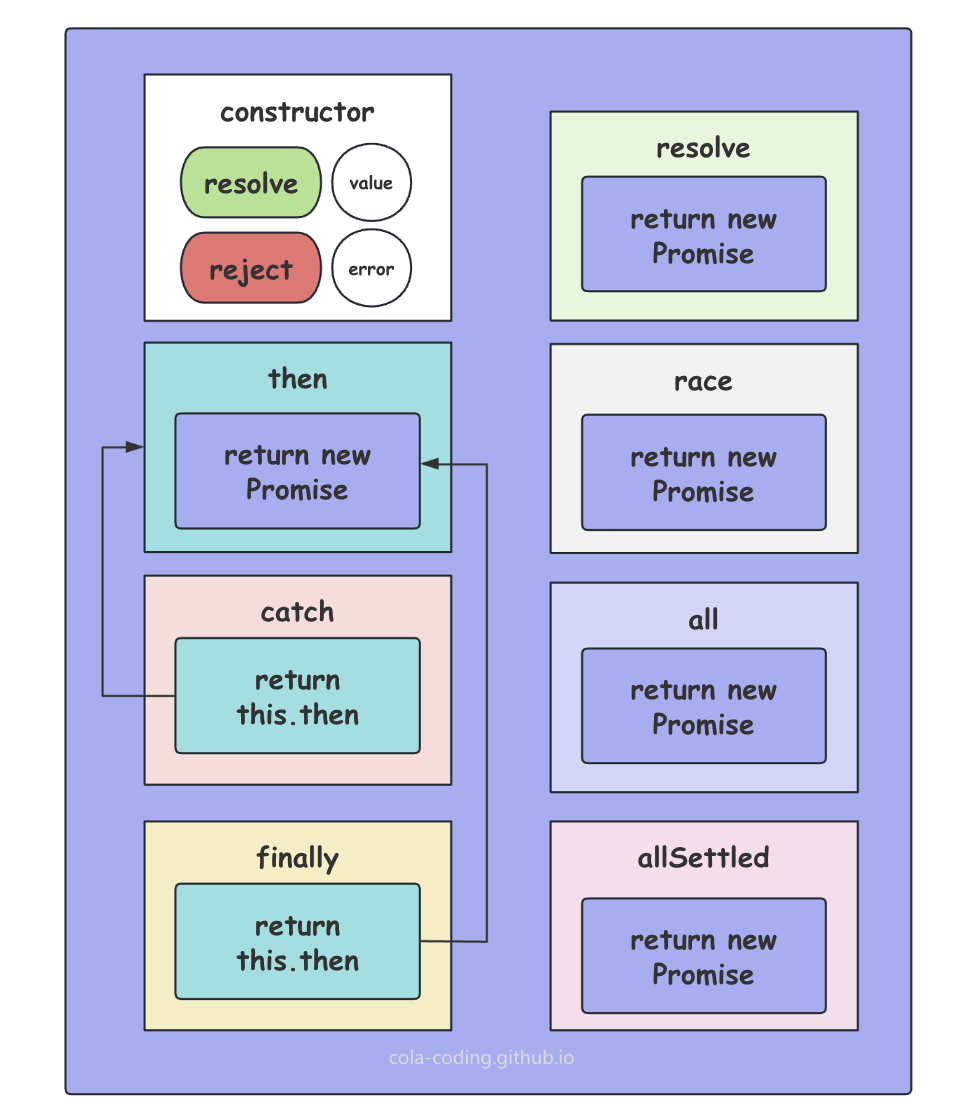 constructor
resolve
value
reject
error
then
return new
Promise
catch
return
this.then
finally
return
this.then
resolve
return new
Promise
race
return new
Promise
all
return new
Promise
allSettled
return new
Promise
cola-coding.github.io